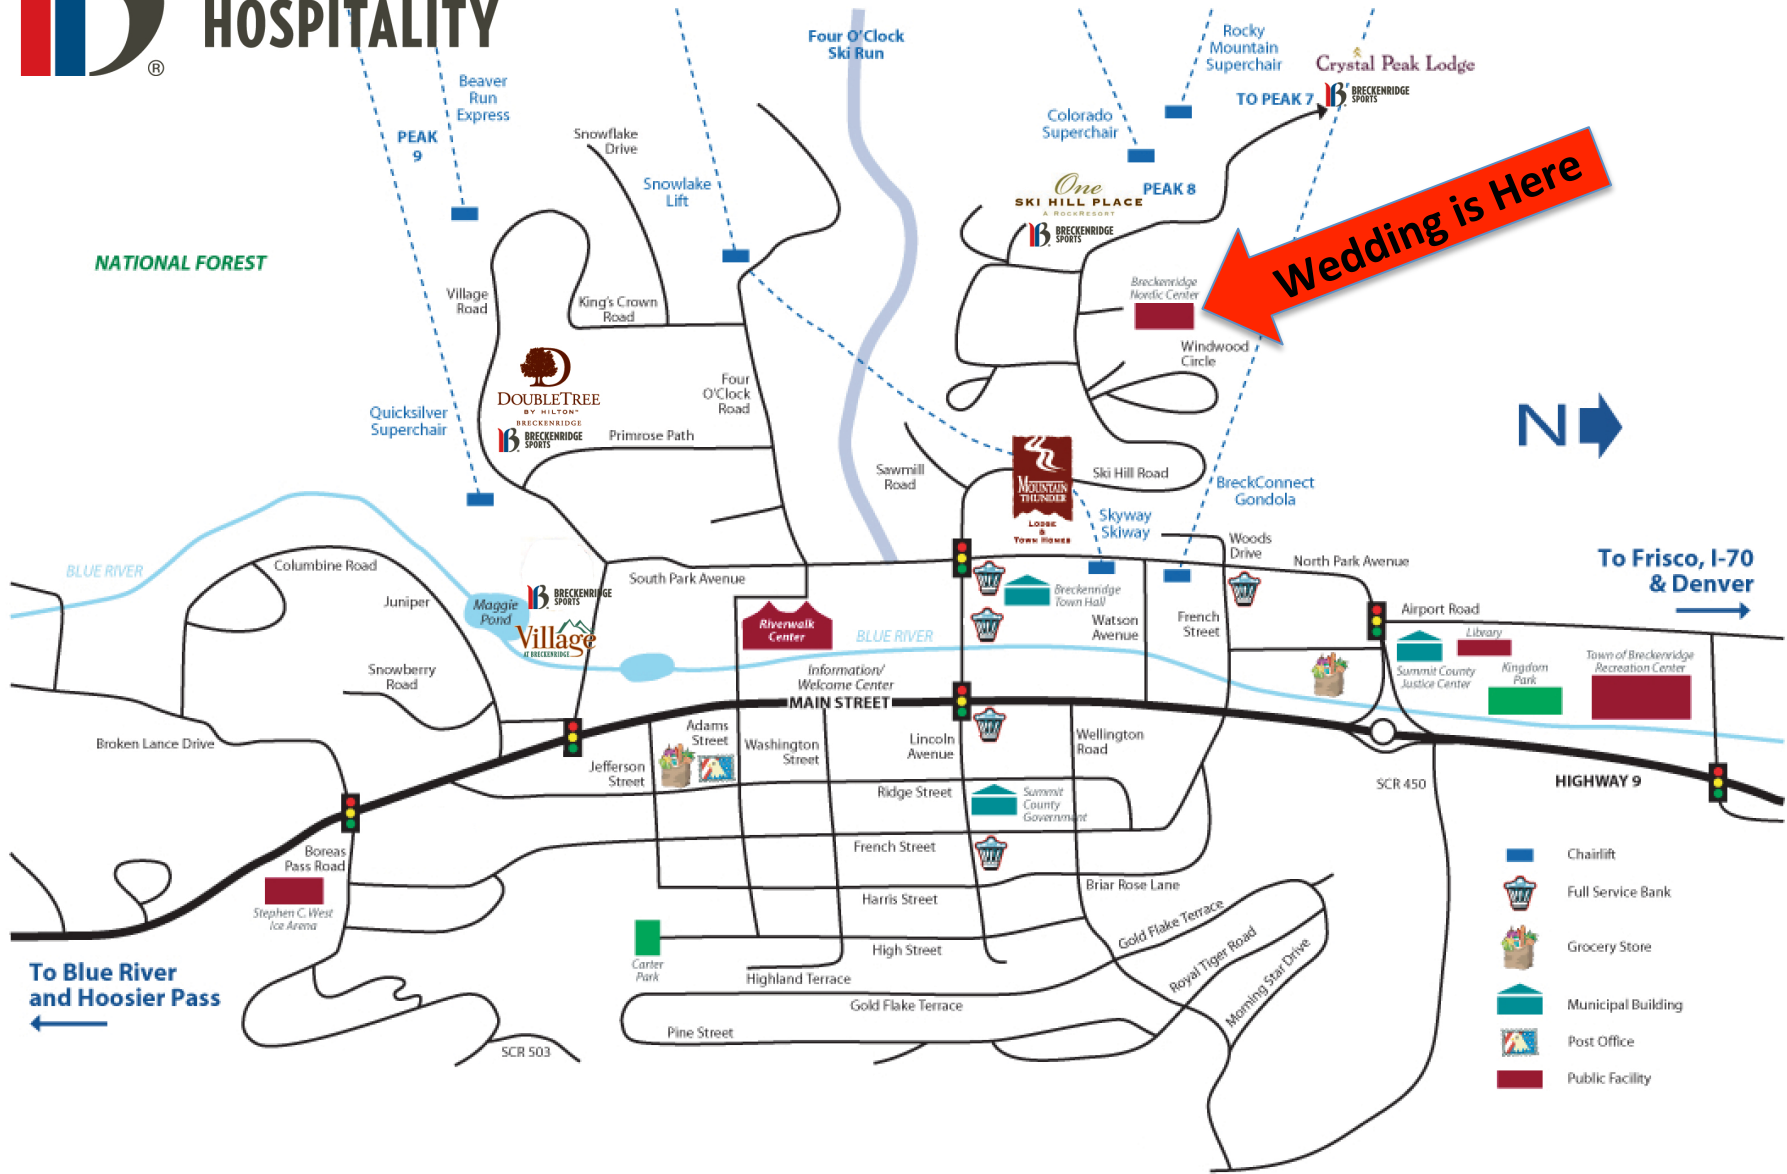 HOSPITALITY
®
Four O'Clock
Ski Run
Rocky
Mountain
Superchair
Crystal Peak Lodge
BRECKENRIDGE
SPORTS
TO PEAK 7
Beaver
Run
Express
PEAK
9
Colorado
Superchair
Snowflake
Drive
Snowlake
Lift
One
SKI HILL PLACE
A ROCKRESORT
PEAK 8
BRECKENRIDGE
SPORTS
Wedding is Here
NATIONAL FOREST
Village
Road
King's Crown
Road
Breckenridge
Nordic Center
Windwood
Circle
DOUBLETREE
BY HILTON™
BRECKENRIDGE
BRECKENRIDGE
SPORTS
Four
O'Clock
Road
Quicksilver
Superchair
Primrose Path
N
Sawmill
Road
MOUNTAIN
THUNDER
LODGE
&
TOWN HOMES
Ski Hill Road
BreckConnect
Gondola
Skyway
Skiway
Woods
Drive
North Park Avenue
To Frisco, I-70
& Denver
BLUE RIVER
Columbine Road
Juniper
Maggie
Pond
BRECKENRIDGE
SPORTS
Village
AT BRECKENRIDGE
South Park Avenue
Riverwalk
Center
BLUE RIVER
Breckenridge
Town Hall
Watson
Avenue
French
Street
Airport Road
Library
Summit County
Justice Center
Kingdom
Park
Town of Breckenridge
Recreation Center
Snowberry
Road
Information/
Welcome Center
MAIN STREET
Broken Lance Drive
Adams
Street
Washington
Street
Lincoln
Avenue
Wellington
Road
Jefferson
Street
Ridge Street
Summit
County
Government
SCR 450
HIGHWAY 9
Boreas
Pass Road
French Street
Stephen C. West
Ice Arena
Harris Street
Briar Rose Lane
Carter
Park
High Street
Highland Terrace
Gold Flake Terrace
Gold Flake Terrace
Royal Tiger Road
Morning Star Drive
Pine Street
SCR 503
To Blue River
and Hoosier Pass
Chairlift
Full Service Bank
Grocery Store
Municipal Building
Post Office
Public Facility